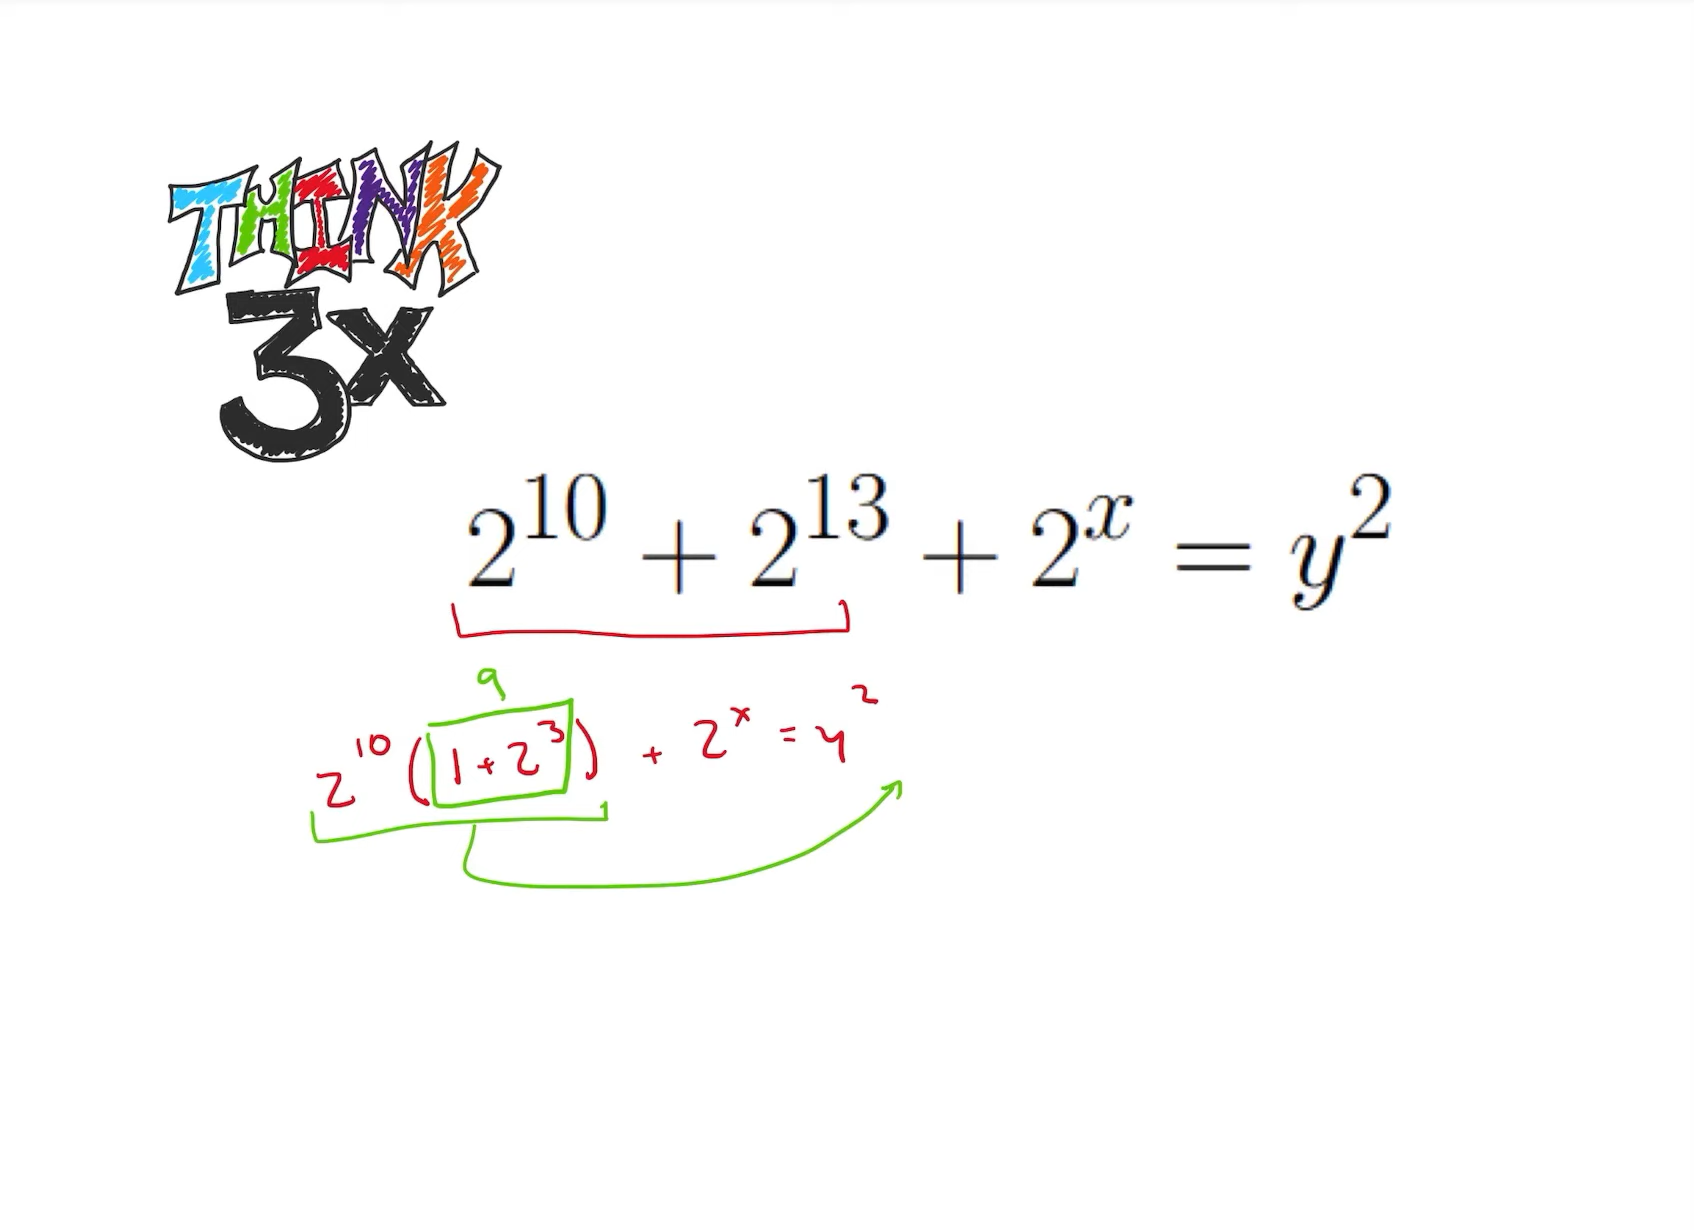 THINK
3x
2^{10} + 2^{13} + 2^x = y^2
9
2^{10} (1 + 2^3) + 2^x = y^2